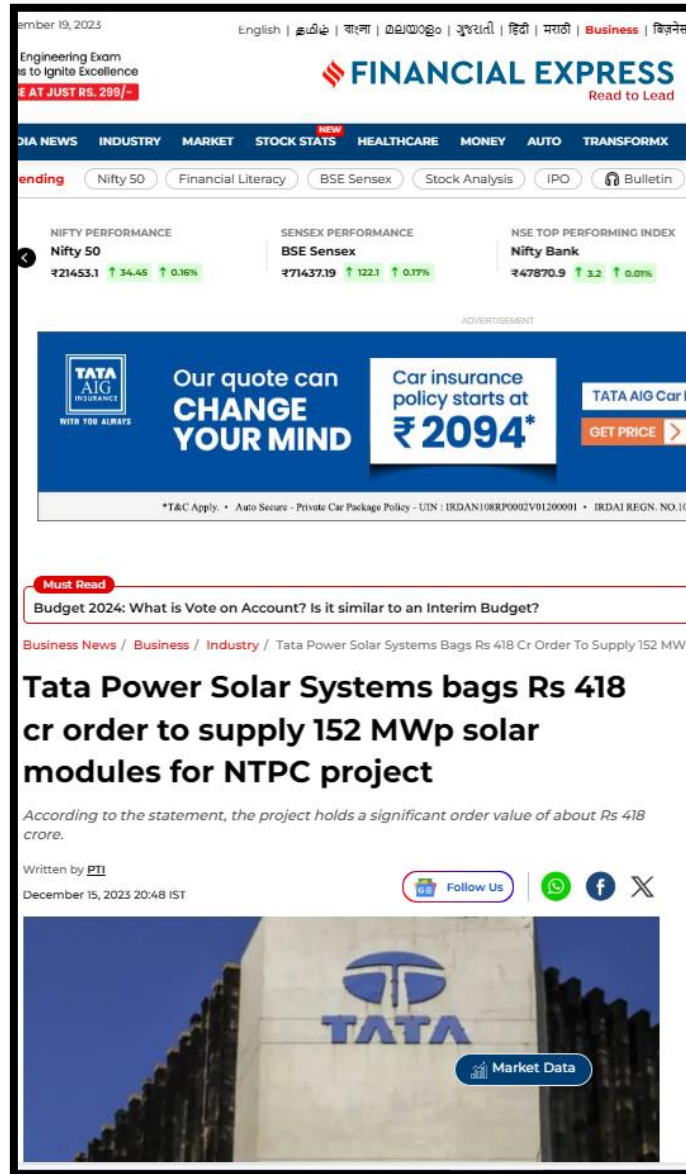 ember 19, 2023
English | தமிழ் | বাংলা | മലയാളം | ગુજરાતી | हिंदी | मराठी | Business | बिज़नेस
Engineering Exam
s to Ignite Excellence
E AT JUST RS. 299/-
FINANCIAL EXPRESS
Read to Lead
DIA NEWS INDUSTRY MARKET STOCK STATS NEW HEALTHCARE MONEY AUTO TRANSFORMX
ending Nifty 50 Financial Literacy BSE Sensex Stock Analysis IPO Bulletin
NIFTY PERFORMANCE SENSEX PERFORMANCE NSE TOP PERFORMING INDEX
Nifty 50 BSE Sensex Nifty Bank
₹21453.1 ↑ 34.45 ↑ 0.16% ₹71437.19 ↑ 122.1 ↑ 0.17% ₹47870.9 ↑ 3.2 ↑ 0.01%
ADVERTISEMENT
TATA
AIG
INSURANCE
WITH YOU ALWAYS
Our quote can
CHANGE
YOUR MIND
Car insurance
policy starts at
₹2094*
TATA AIG Car
GET PRICE
*T&C Apply. • Auto Secure - Private Car Package Policy - UIN : IRDAN108RP0002V01200001 • IRDAI REGN. NO.10
Must Read
Budget 2024: What is Vote on Account? Is it similar to an Interim Budget?
Business News / Business / Industry / Tata Power Solar Systems Bags Rs 418 Cr Order To Supply 152 MW
Tata Power Solar Systems bags Rs 418
cr order to supply 152 MWp solar
modules for NTPC project
According to the statement, the project holds a significant order value of about Rs 418
crore.
Written by PTI
December 15, 2023 20:48 IST
Follow Us
TATA
Market Data